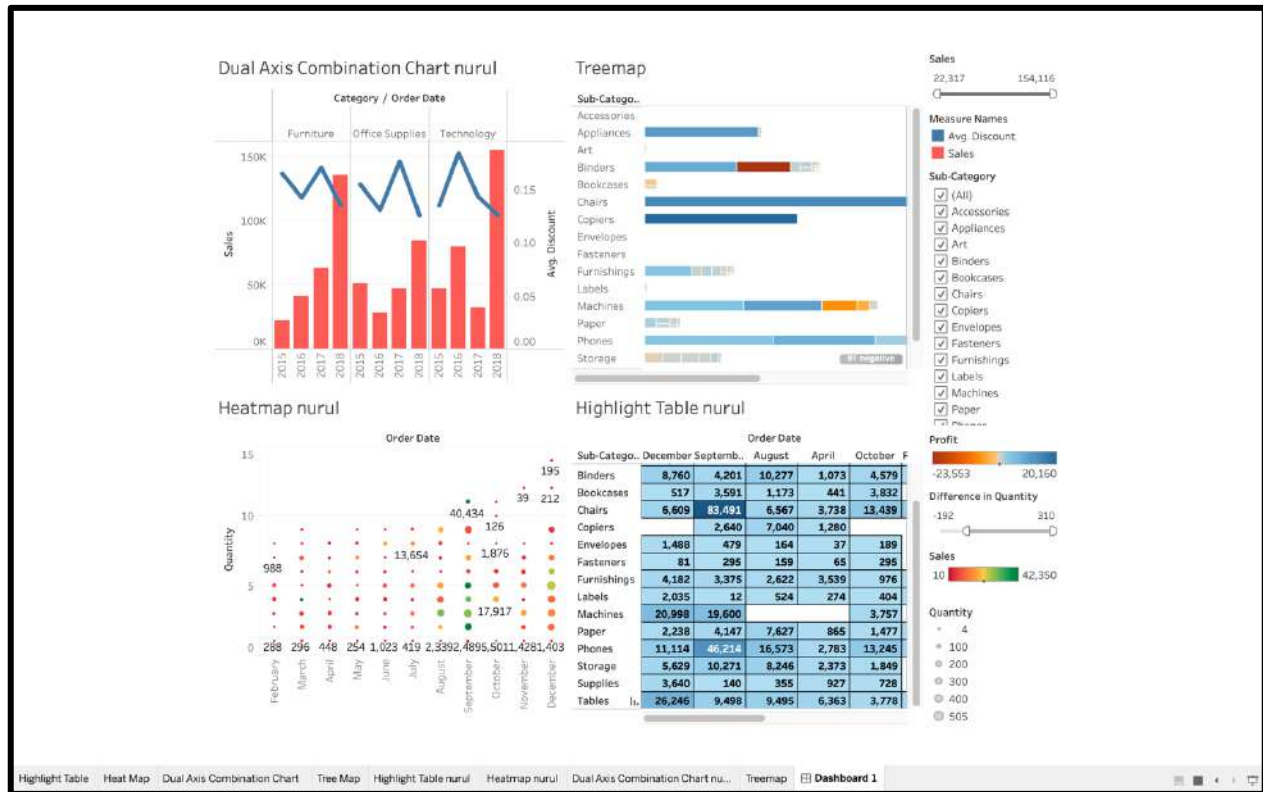 Dual Axis Combination Chart nurul
Category / Order Date
Furniture Office Supplies Technology
150K
100K
50K
0K
Sales
0.15
0.10
0.05
0.00
Avg. Discount
2015 2016 2017 2018 2015 2016 2017 2018 2015 2016 2017 2018
Treemap
Sub-Catego..
Accessories
Appliances
Art
Binders
Bookcases
Chairs
Copiers
Envelopes
Fasteners
Furnishings
Labels
Machines
Paper
Phones
Storage
81 negative
Sales
22,317 154,116
Measure Names
Avg. Discount
Sales
Sub-Category
(All)
Accessories
Appliances
Art
Binders
Bookcases
Chairs
Copiers
Envelopes
Fasteners
Furnishings
Labels
Machines
Paper
Phones
Heatmap nurul
Order Date
15
10
5
0
Quantity
195
39 212
40,434
126
13,654 1,876
988
17,917
288 296 448 254 1,023 419 2,339 2,489 5,501 1,428 1,403
February March April May June July August September October November December
Highlight Table nurul
Order Date
Sub-Catego.. December Septemb.. August April October F
Binders 8,760 4,201 10,277 1,073 4,579
Bookcases 517 3,591 1,173 441 3,832
Chairs 6,609 83,491 6,567 3,738 13,439
Copiers 2,640 7,040 1,280
Envelopes 1,488 479 164 37 189
Fasteners 81 295 159 65 295
Furnishings 4,182 3,375 2,622 3,539 976
Labels 2,035 12 524 274 404
Machines 20,998 19,600 3,757
Paper 2,238 4,147 7,627 865 1,477
Phones 11,114 46,214 16,573 2,783 13,245
Storage 5,629 10,271 8,246 2,373 1,849
Supplies 3,640 140 355 927 728
Tables 26,246 9,498 9,495 6,363 3,778
Profit
-23,553 20,160
Difference in Quantity
-192 310
Sales
10 42,350
Quantity
4
100
200
300
400
505
Highlight Table Heat Map Dual Axis Combination Chart Tree Map Highlight Table nurul Heatmap nurul Dual Axis Combination Chart nu... Treemap Dashboard 1